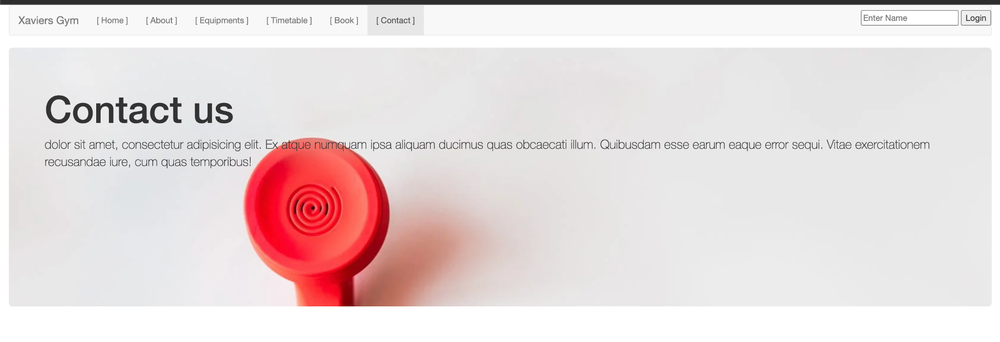 Xaviers Gym [ Home ] [ About ] [ Equipments ] [ Timetable ] [ Book ] [ Contact ] Enter Name Login
Contact us
dolor sit amet, consectetur adipisicing elit. Ex atque numquam ipsa aliquam ducimus quas obcaecati illum. Quibusdam esse earum eaque error sequi. Vitae exercitationem
recusandae iure, cum quas temporibus!